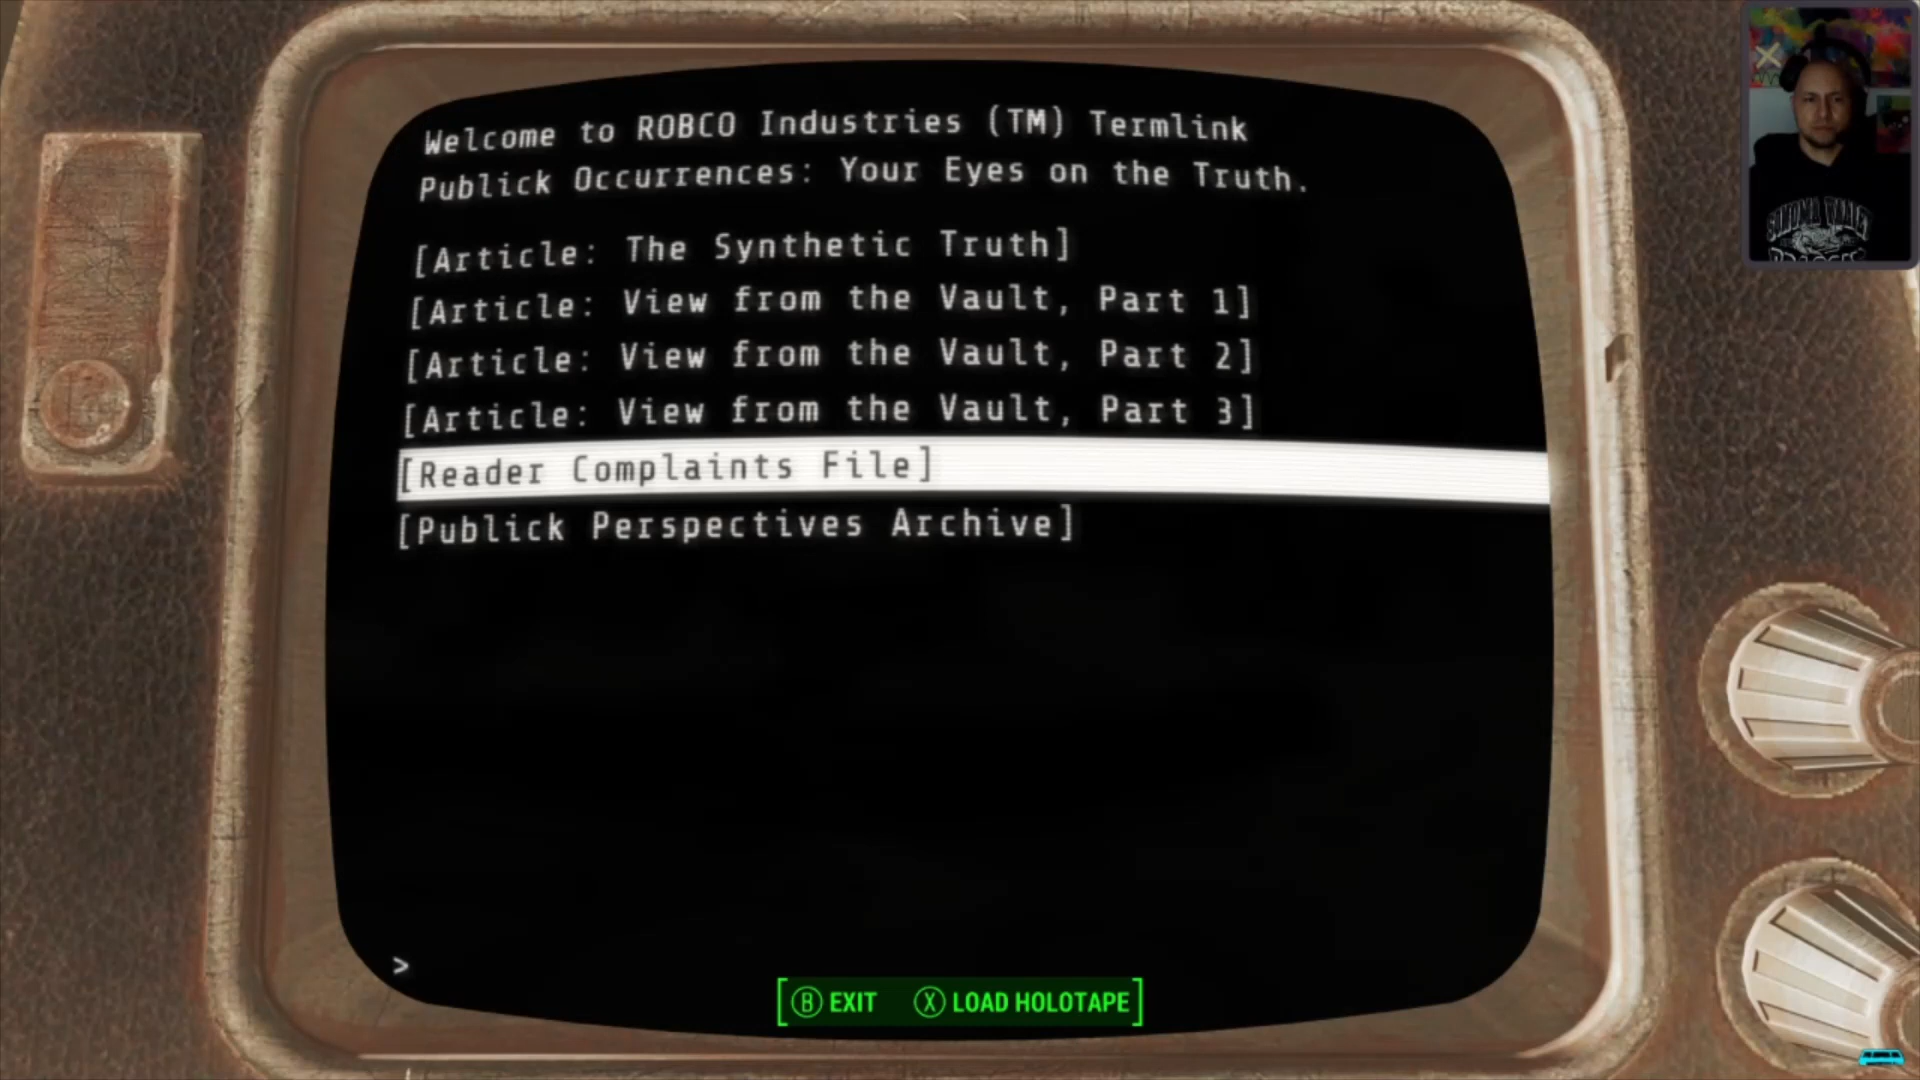 Welcome to ROBCO Industries (TM) Termlink
Publick Occurrences: Your Eyes on the Truth.
[Article: The Synthetic Truth]
[Article: View from the Vault, Part 1]
[Article: View from the Vault, Part 2]
[Article: View from the Vault, Part 3]
[Reader Complaints File]
[Publick Perspectives Archive]
>
[Ⓑ EXIT Ⓧ LOAD HOLOTAPE]